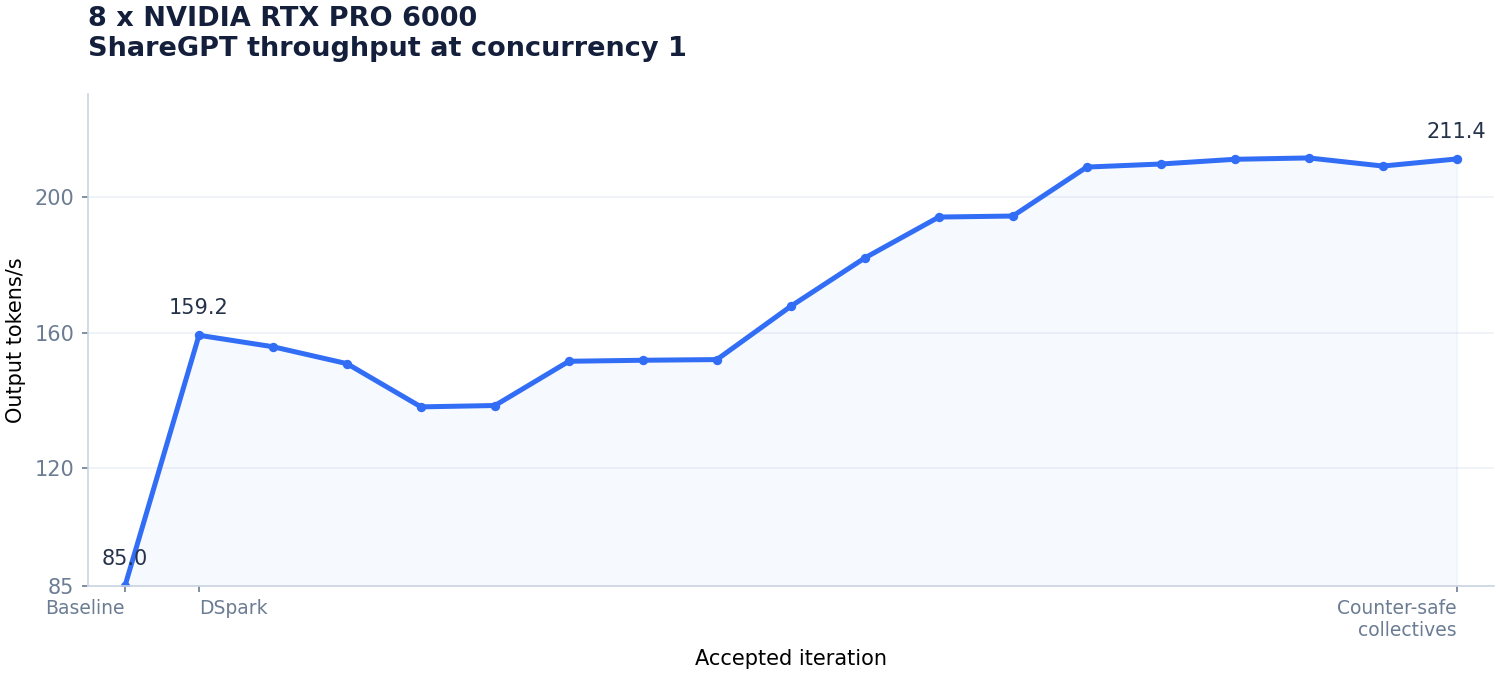 8 x NVIDIA RTX PRO 6000
ShareGPT throughput at concurrency 1
211.4
200
159.2
160
120
85.0
85
Baseline
DSpark
Counter-safe
collectives
Output tokens/s
Accepted iteration